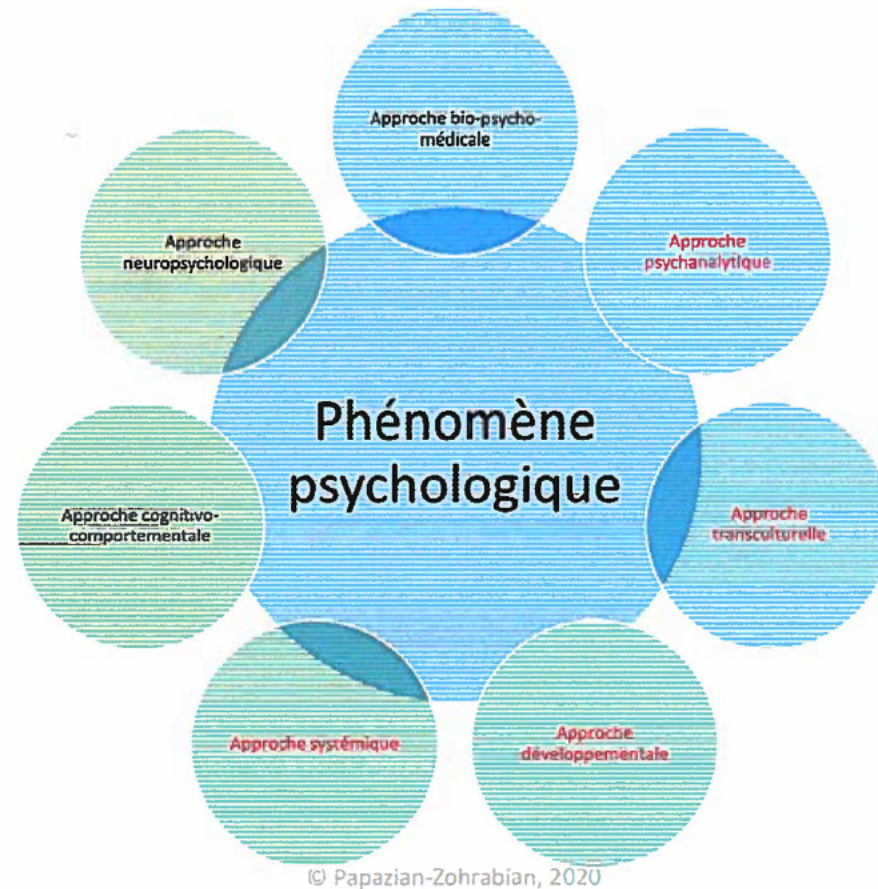 Approche bio-psycho-
médicale
Approche
psychanalytique
Approche
transculturelle
Approche
développementale
Approche systémique
Approche cognitivo-
comportementale
Approche
neuropsychologique
Phénomène
psychologique
© Papazian-Zohrabian, 2020